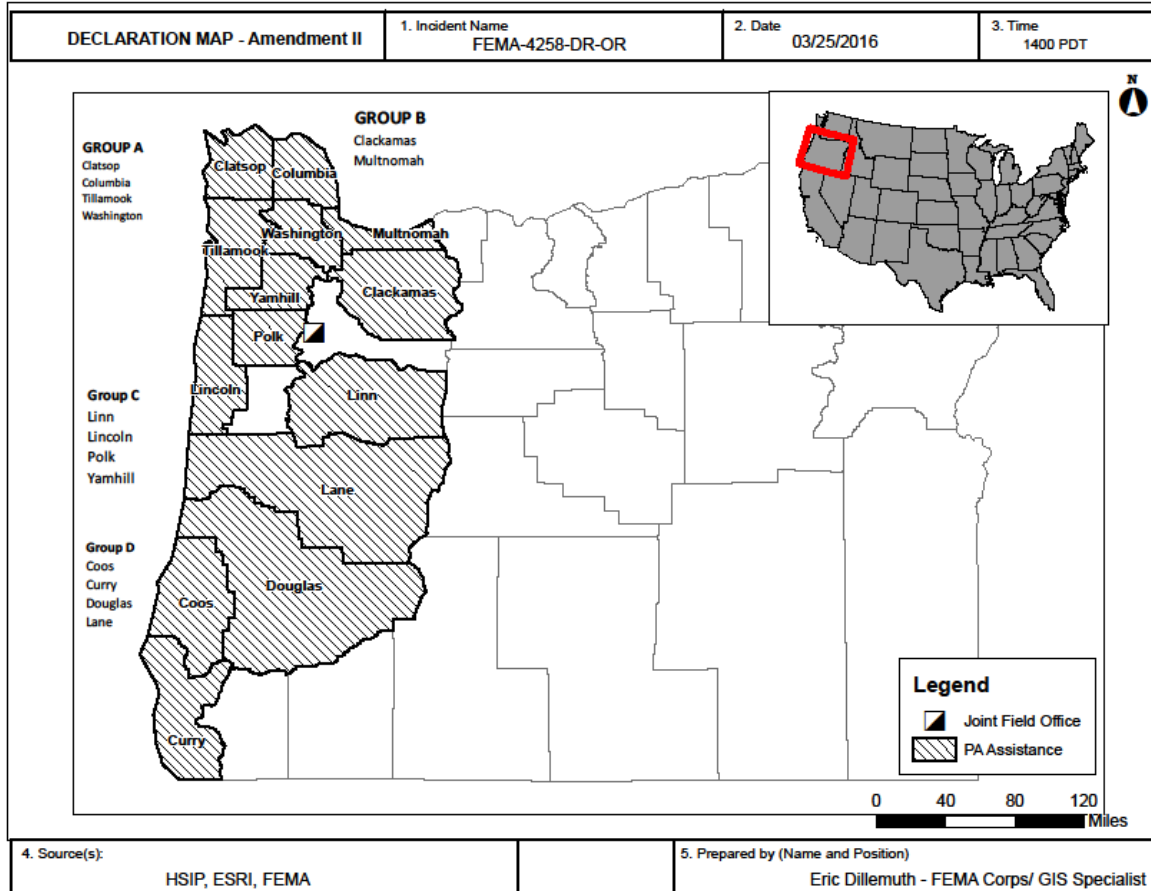 DECLARATION MAP - Amendment II
1. Incident Name
FEMA-4258-DR-OR
2. Date
03/25/2016
3. Time
1400 PDT
N
GROUP A
Clatsop
Columbia
Tillamook
Washington
GROUP B
Clackamas
Multnomah
Clatsop
Columbia
Washington
Multnomah
Tillamook
Yamhill
Clackamas
Polk
Lincoln
Linn
Group C
Linn
Lincoln
Polk
Yamhill
Lane
Group D
Coos
Curry
Douglas
Lane
Douglas
Coos
Curry
Legend
Joint Field Office
PA Assistance
0 40 80 120
Miles
4. Source(s):
HSIP, ESRI, FEMA
5. Prepared by (Name and Position)
Eric Dillemuth - FEMA Corps/ GIS Specialist